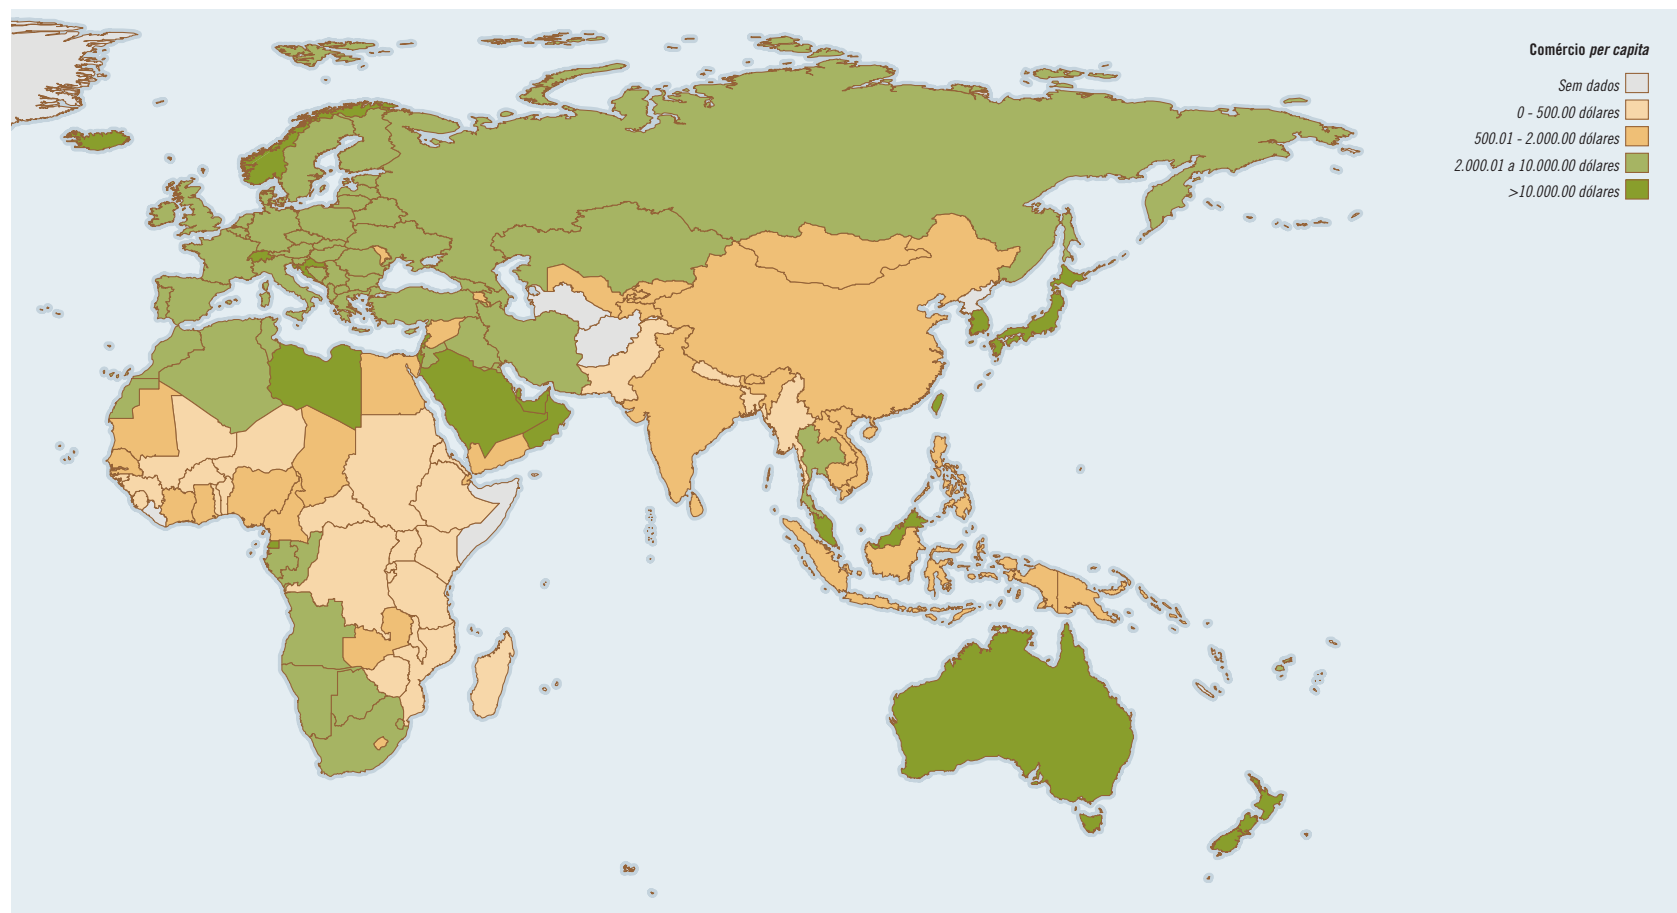 Comércio per capita
Sem dados
0 - 500.00 dólares
500.01 - 2.000.00 dólares
2.000.01 a 10.000.00 dólares
>10.000.00 dólares